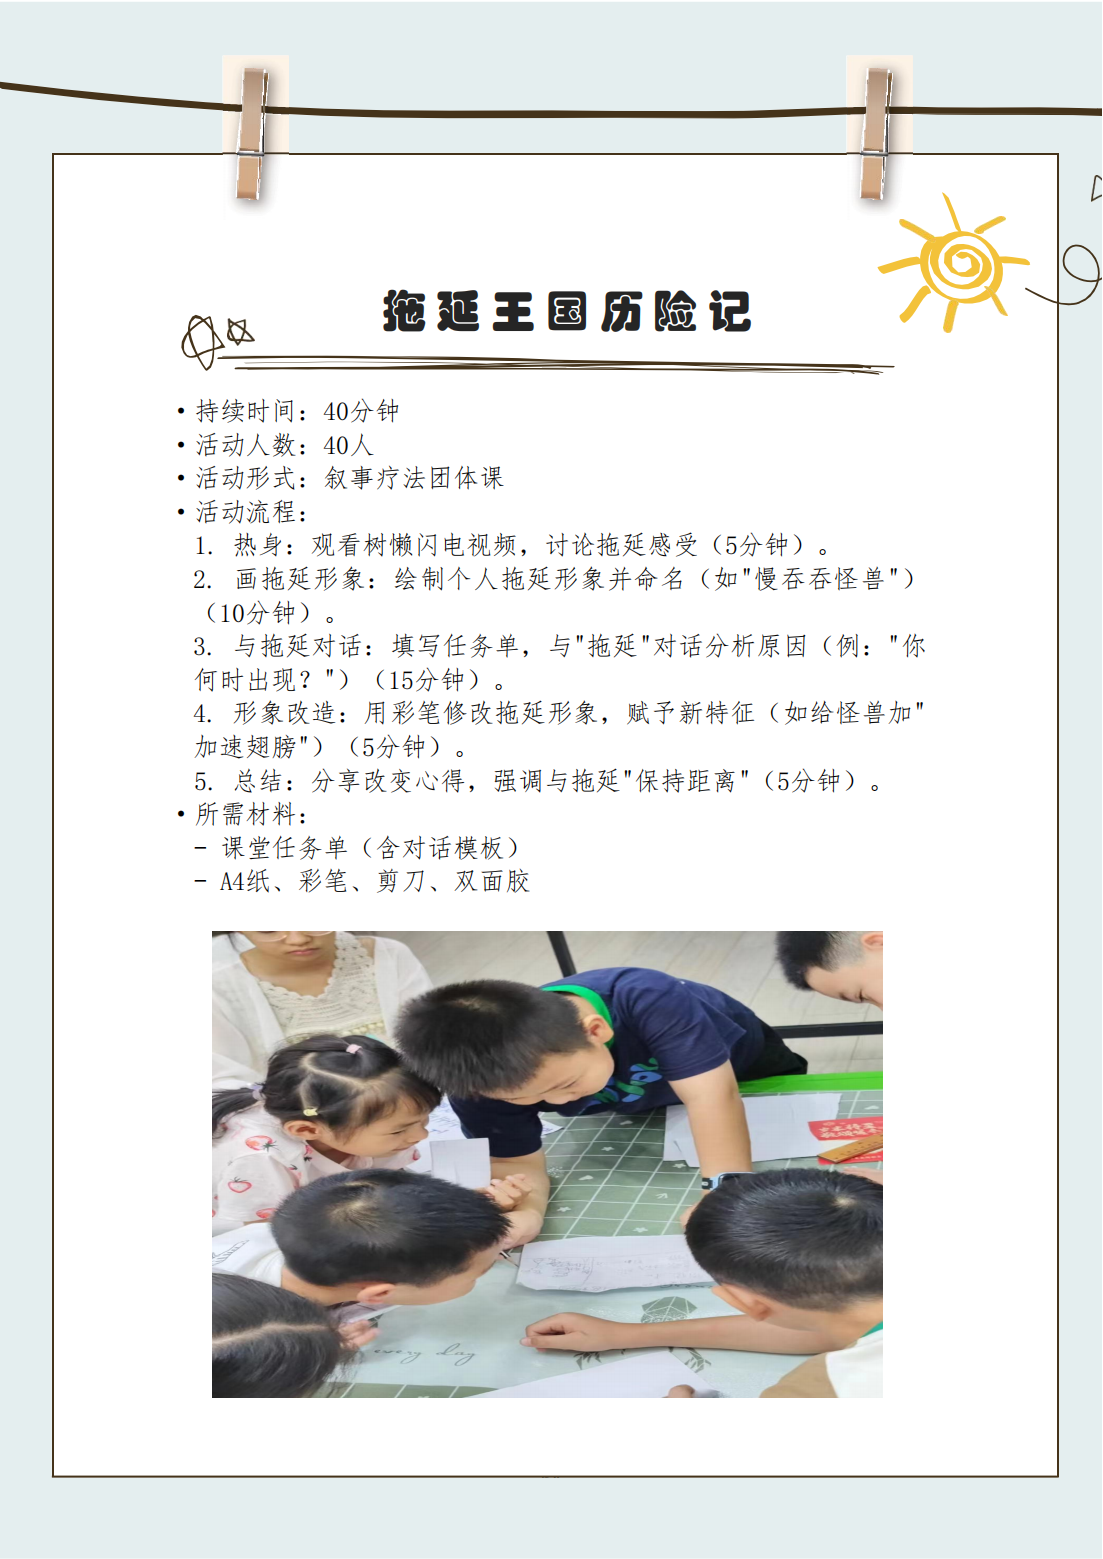 拖延王国历险记
• 持续时间：40分钟
• 活动人数：40人
• 活动形式：叙事疗法团体课
• 活动流程：
1. 热身：观看树懒闪电视频，讨论拖延感受（5分钟）。
2. 画拖延形象：绘制个人拖延形象并命名（如"慢吞吞怪兽"）
（10分钟）。
3. 与拖延对话：填写任务单，与"拖延"对话分析原因（例："你
何时出现？"）（15分钟）。
4. 形象改造：用彩笔修改拖延形象，赋予新特征（如给怪兽加"
加速翅膀"）（5分钟）。
5. 总结：分享改变心得，强调与拖延"保持距离"（5分钟）。
• 所需材料：
- 课堂任务单（含对话模板）
- A4纸、彩笔、剪刀、双面胶
every day